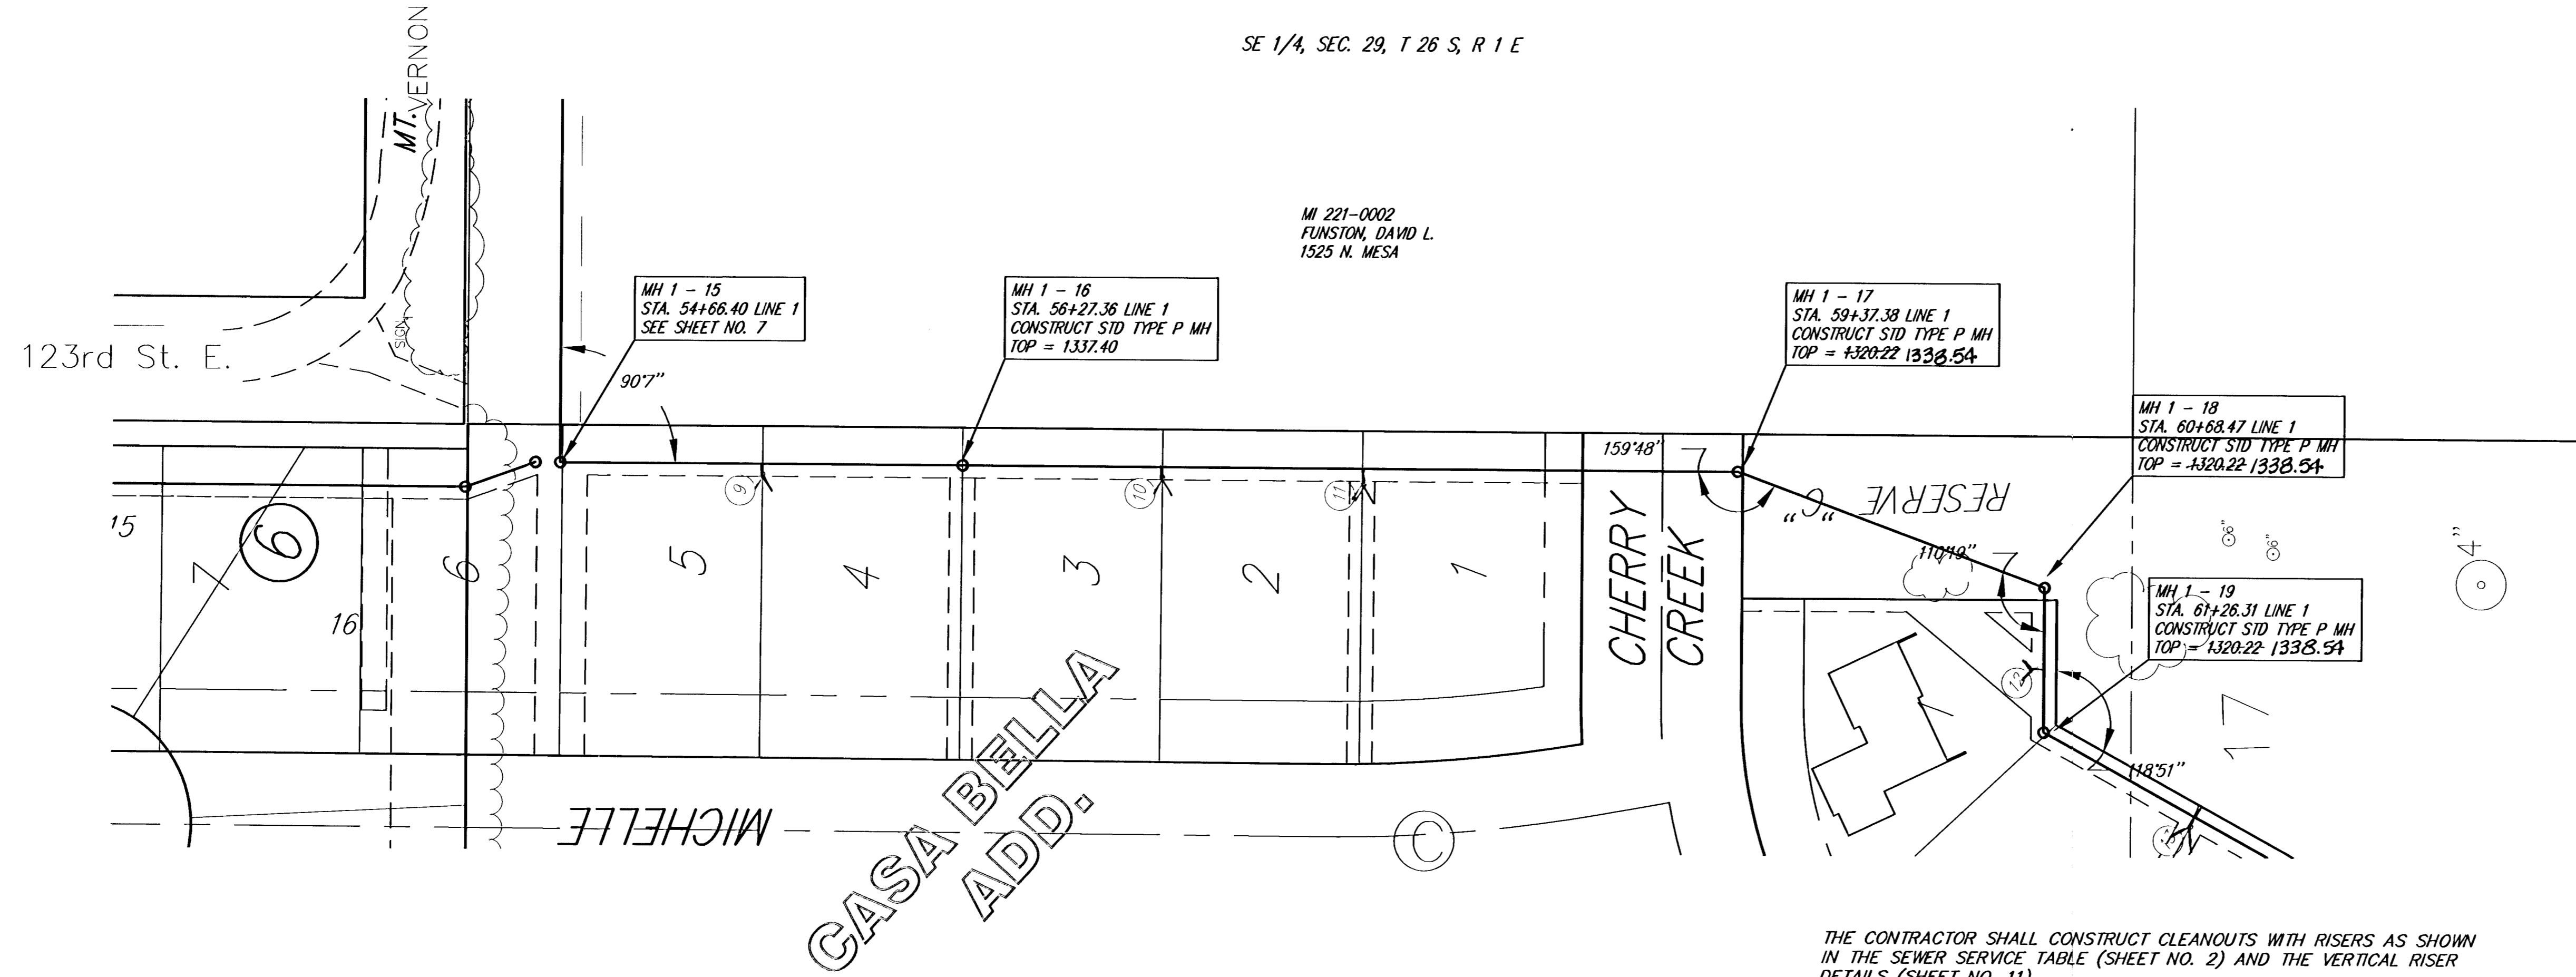 SE 1/4, SEC. 29, T 26 S, R 1 E
MT. VERNON
MI 221-0002
FUNSTON, DAVID L.
1525 N. MESA
MH 1 - 15
STA. 54+66.40 LINE 1
SEE SHEET NO. 7
MH 1 - 16
STA. 56+27.36 LINE 1
CONSTRUCT STD TYPE P MH
TOP = 1337.40
MH 1 - 17
STA. 59+37.38 LINE 1
CONSTRUCT STD TYPE P MH
TOP = 1320.22 1338.54
SIGN
123rd St. E.
90°7"
MH 1 - 18
STA. 60+68.47 LINE 1
CONSTRUCT STD TYPE P MH
TOP = 1320.22 1338.54
159°48"
RESERVE "C"
9
10
11
15
7
6
16
6
5
4
3
2
1
CHERRY
CREEK
110°19"
6"
6"
4"
MH 1 - 19
STA. 61+26.31 LINE 1
CONSTRUCT STD TYPE P MH
TOP = 1320.22 1338.54
12
17
118°51"
MICHELLE
CASA BELLA
ADD.
C
THE CONTRACTOR SHALL CONSTRUCT CLEANOUTS WITH RISERS AS SHOWN
IN THE SEWER SERVICE TABLE (SHEET NO. 2) AND THE VERTICAL RISER
DETAILS (SHEET NO. 11)